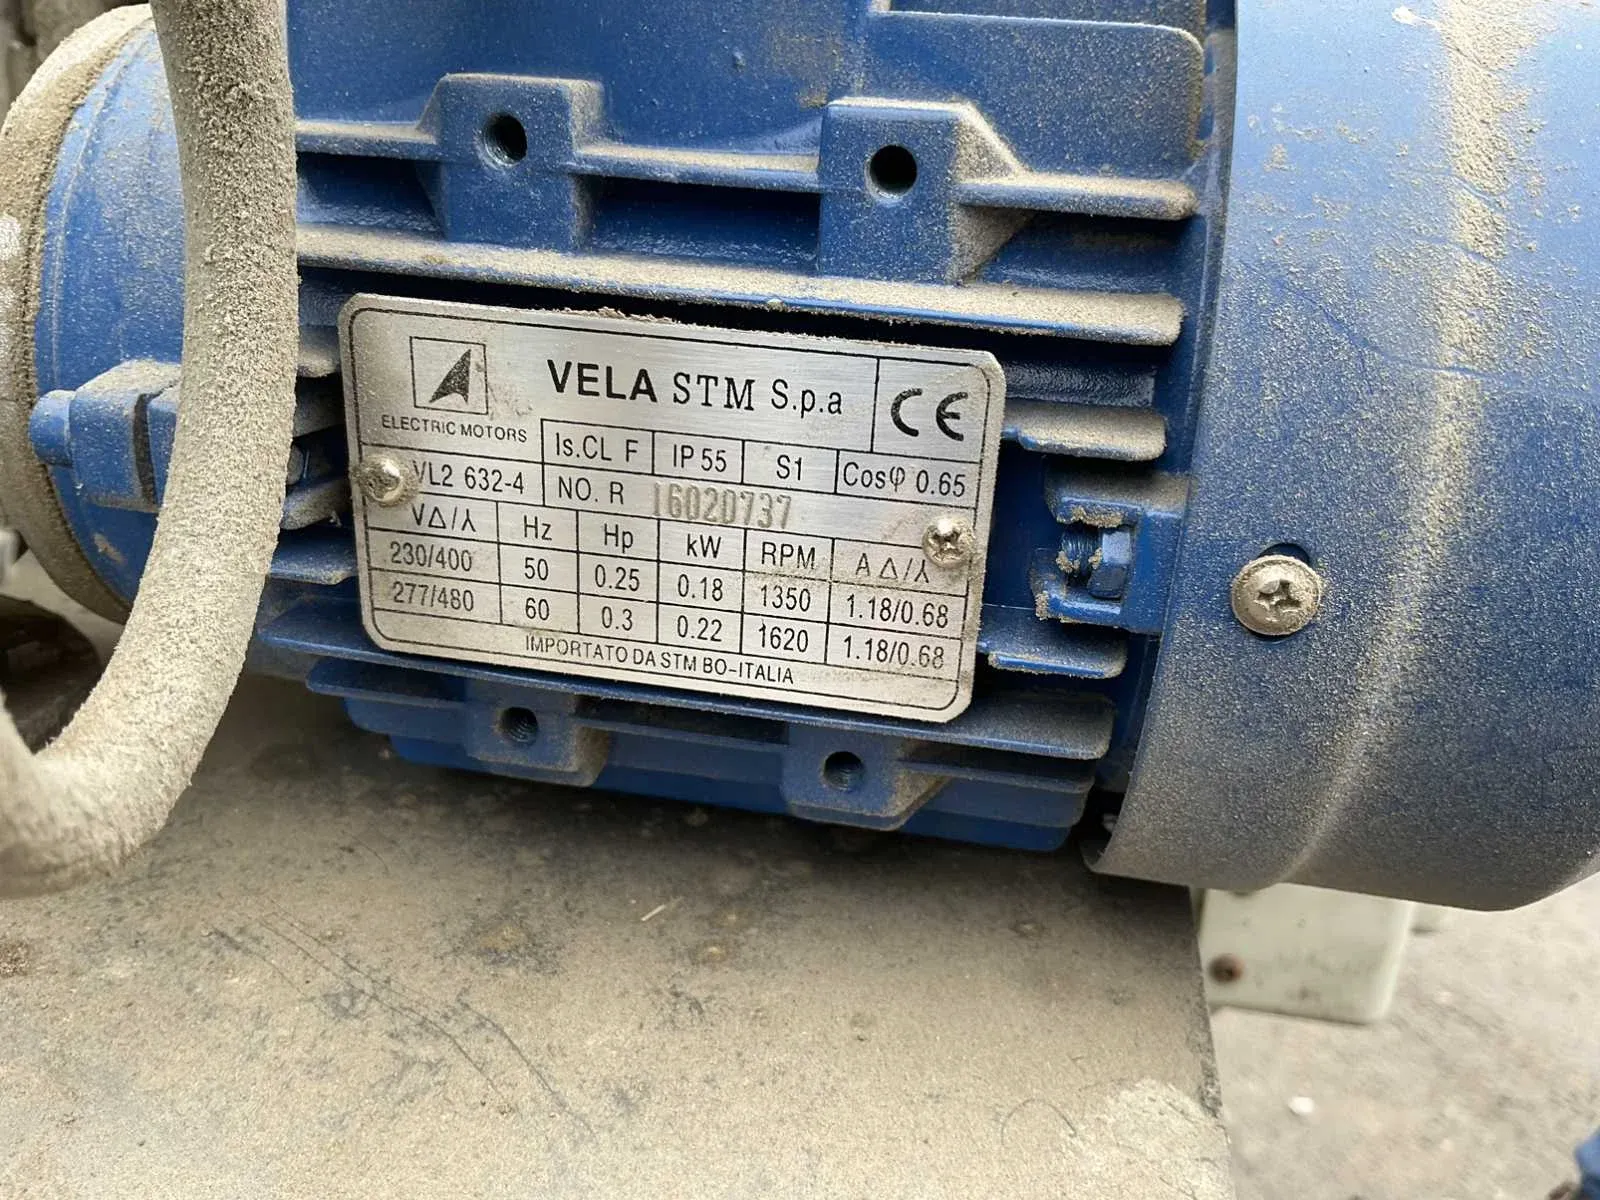 VELA STM S.p.a
CE
ELECTRIC MOTORS
Is.CL F IP 55 S1 Cosφ 0.65
VL2 632-4 NO. R 16020737
V∆/⅄ Hz Hp kW RPM A ∆/⅄
230/400 50 0.25 0.18 1350 1.18/0.68
277/480 60 0.3 0.22 1620 1.18/0.68
IMPORTATO DA STM BO-ITALIA